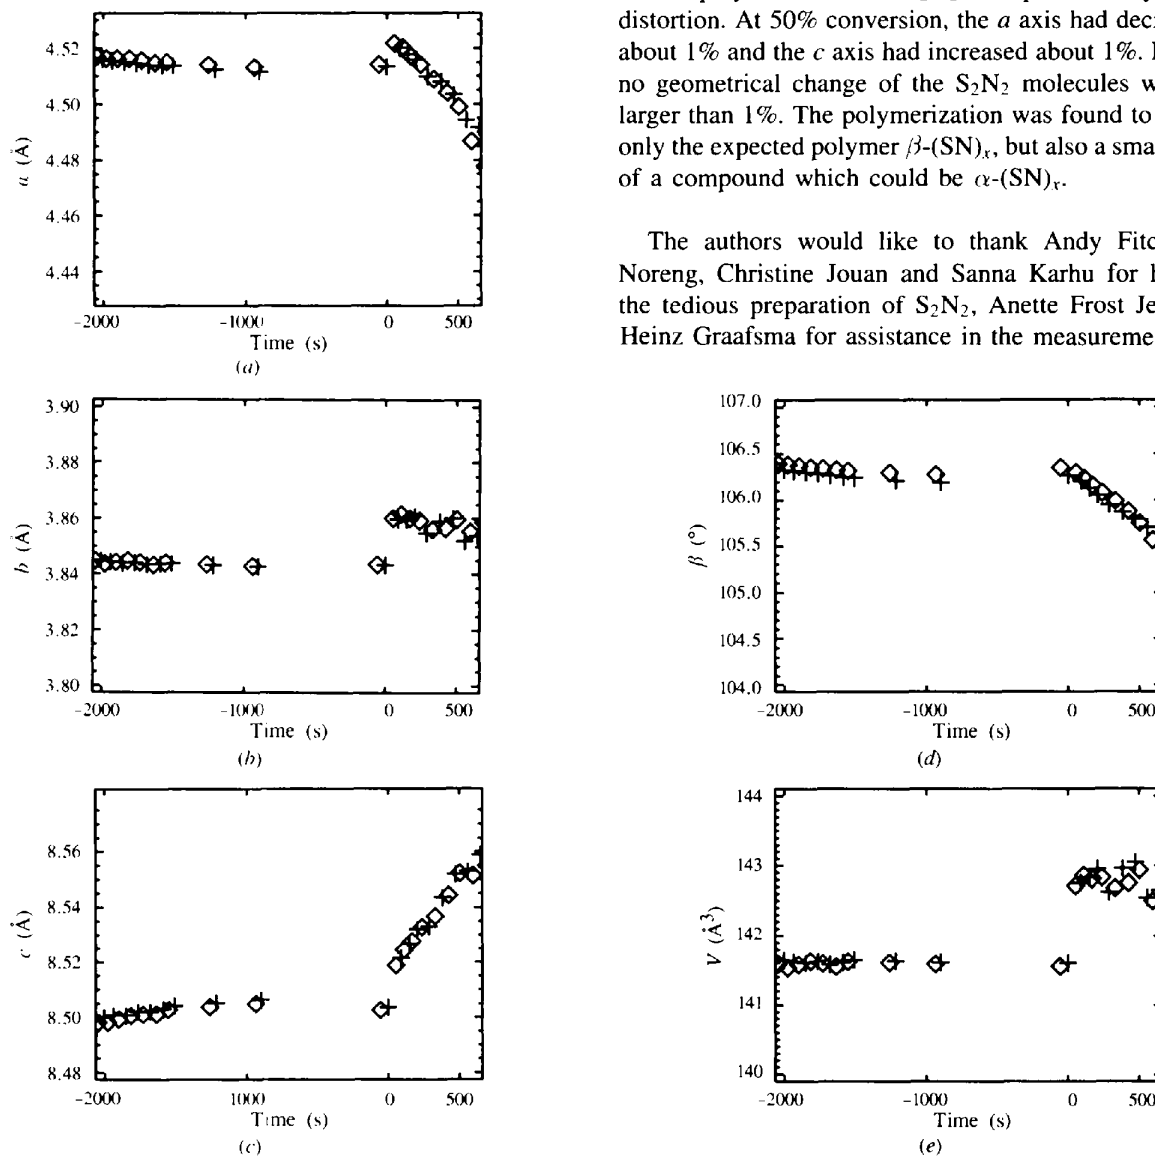 distortion. At 50% conversion, the a axis had
about 1% and the c axis had increased about 1%.
no geometrical change of the S₂N₂ molecules
larger than 1%. The polymerization was found to
only the expected polymer β-(SN)ₓ, but also a
of a compound which could be α-(SN)ₓ.
The authors would like to thank Andy
Noreng, Christine Jouan and Sanna Karhu for
the tedious preparation of S₂N₂, Anette Frost
Heinz Graafsma for assistance in the
4.52
4.50
4.48
4.46
4.44
a (Å)
-2000 -1000 0 500
Time (s)
(a)
3.90
3.88
3.86
3.84
3.82
3.80
b (Å)
-2000 -1000 0 500
Time (s)
(b)
8.56
8.54
8.52
8.50
8.48
c (Å)
-2000 1000 0 500
Time (s)
(c)
107.0
106.5
106.0
105.5
105.0
104.5
104.0
β (°)
-2000 -1000 0 500
Time (s)
(d)
144
143
142
141
140
V (Å³)
-2000 -1000 0 500
Time (s)
(e)